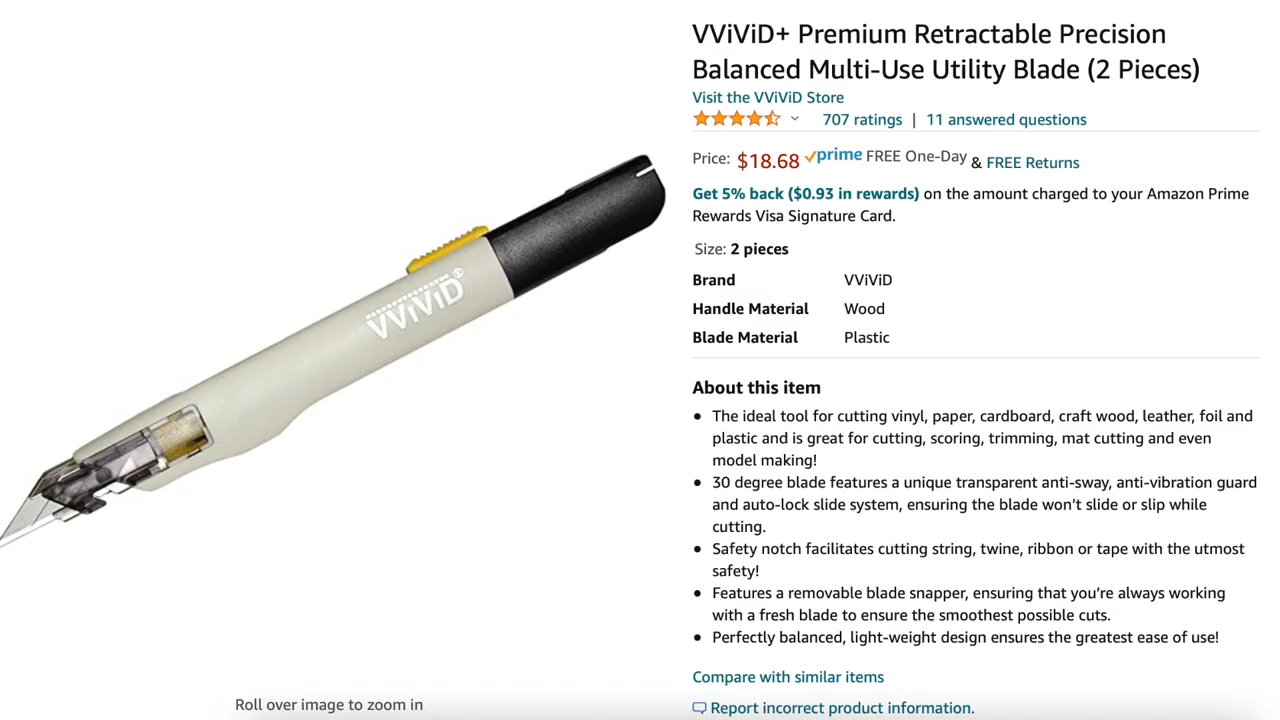 VViViD+ Premium Retractable Precision
Balanced Multi-Use Utility Blade (2 Pieces)
Visit the VViViD Store
707 ratings | 11 answered questions
Price: $18.68 prime FREE One-Day & FREE Returns
Get 5% back ($0.93 in rewards) on the amount charged to your Amazon Prime
Rewards Visa Signature Card.
Size: 2 pieces
Brand VViViD
Handle Material Wood
Blade Material Plastic
About this item
• The ideal tool for cutting vinyl, paper, cardboard, craft wood, leather, foil and
plastic and is great for cutting, scoring, trimming, mat cutting and even
model making!
• 30 degree blade features a unique transparent anti-sway, anti-vibration guard
and auto-lock slide system, ensuring the blade won’t slide or slip while
cutting.
• Safety notch facilitates cutting string, twine, ribbon or tape with the utmost
safety!
• Features a removable blade snapper, ensuring that you’re always working
with a fresh blade to ensure the smoothest possible cuts.
• Perfectly balanced, light-weight design ensures the greatest ease of use!
Compare with similar items
Report incorrect product information.
VViViD®
Roll over image to zoom in